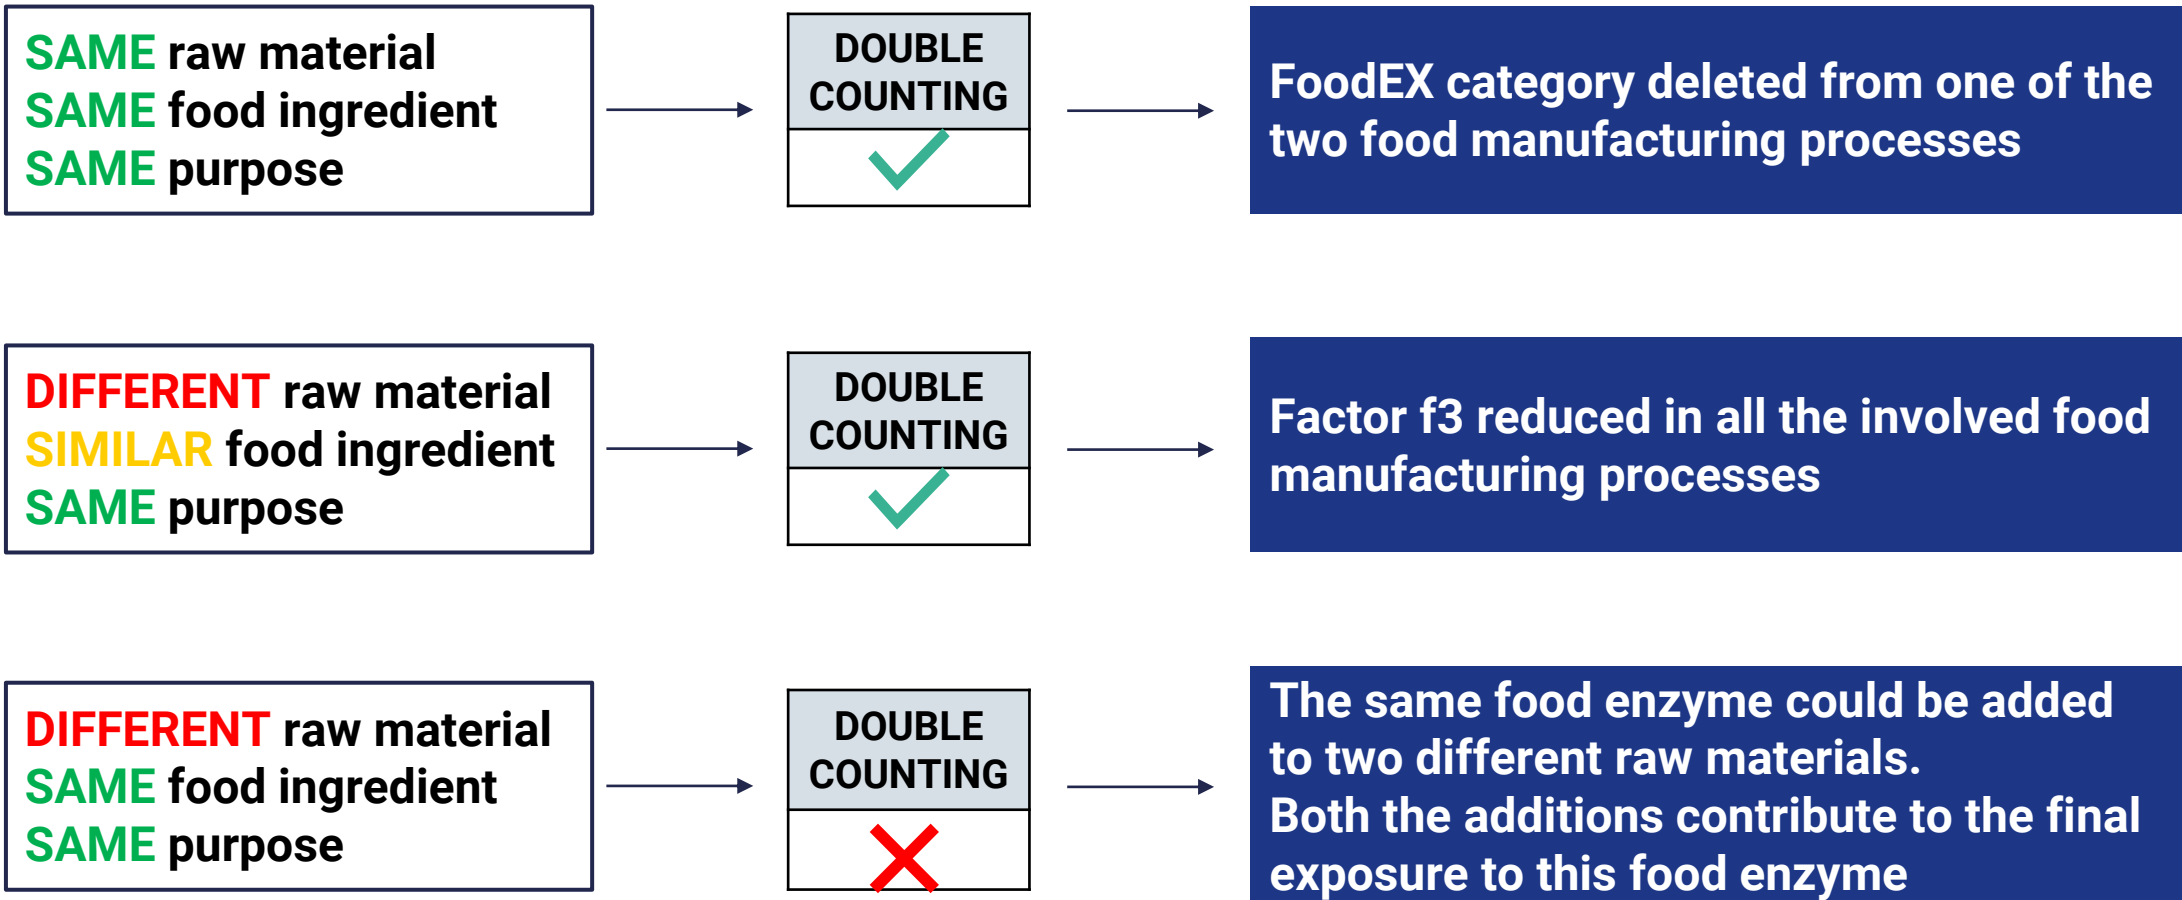 SAME raw material
SAME food ingredient
SAME purpose
DOUBLE
COUNTING
FoodEX category deleted from one of the
two food manufacturing processes
DIFFERENT raw material
SIMILAR food ingredient
SAME purpose
DOUBLE
COUNTING
Factor f3 reduced in all the involved food
manufacturing processes
DIFFERENT raw material
SAME food ingredient
SAME purpose
DOUBLE
COUNTING
The same food enzyme could be added
to two different raw materials.
Both the additions contribute to the final
exposure to this food enzyme